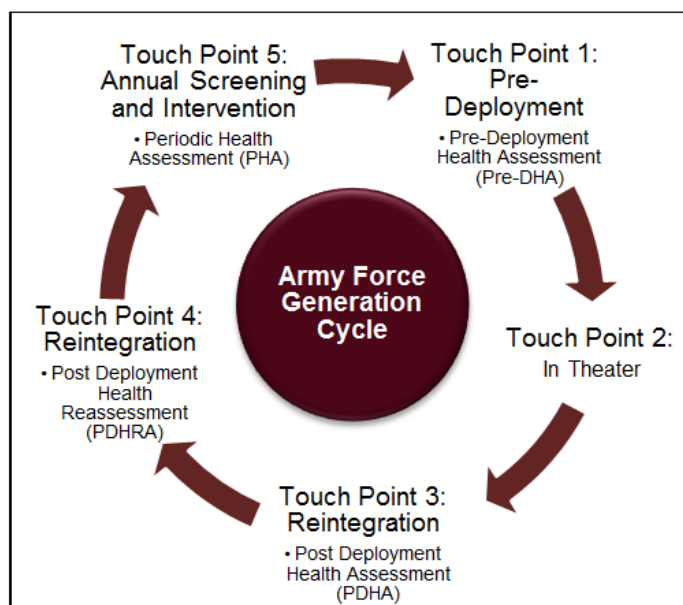 Touch Point 5:
Annual Screening
and Intervention
• Periodic Health
Assessment (PHA)
Touch Point 1:
Pre-
Deployment
• Pre-Deployment
Health Assessment
(Pre-DHA)
Army Force
Generation
Cycle
Touch Point 2:
In Theater
Touch Point 4:
Reintegration
• Post Deployment
Health
Reassessment
(PDHRA)
Touch Point 3:
Reintegration
• Post Deployment
Health Assessment
(PDHA)